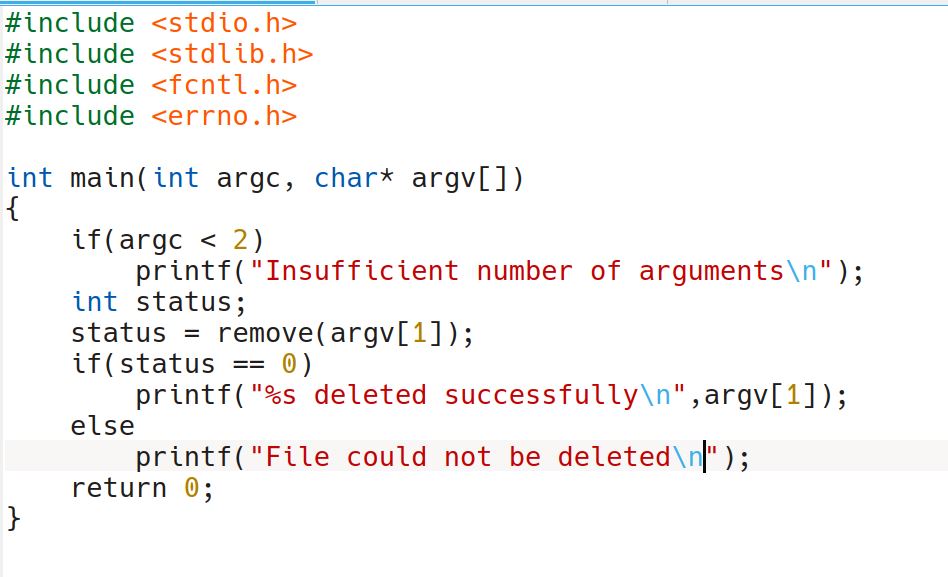 #include <stdio.h>
#include <stdlib.h>
#include <fcntl.h>
#include <errno.h>

int main(int argc, char* argv[])
{
    if(argc < 2)
        printf("Insufficient number of arguments\n");
    int status;
    status = remove(argv[1]);
    if(status == 0)
        printf("%s deleted successfully\n",argv[1]);
    else
        printf("File could not be deleted\n");
    return 0;
}